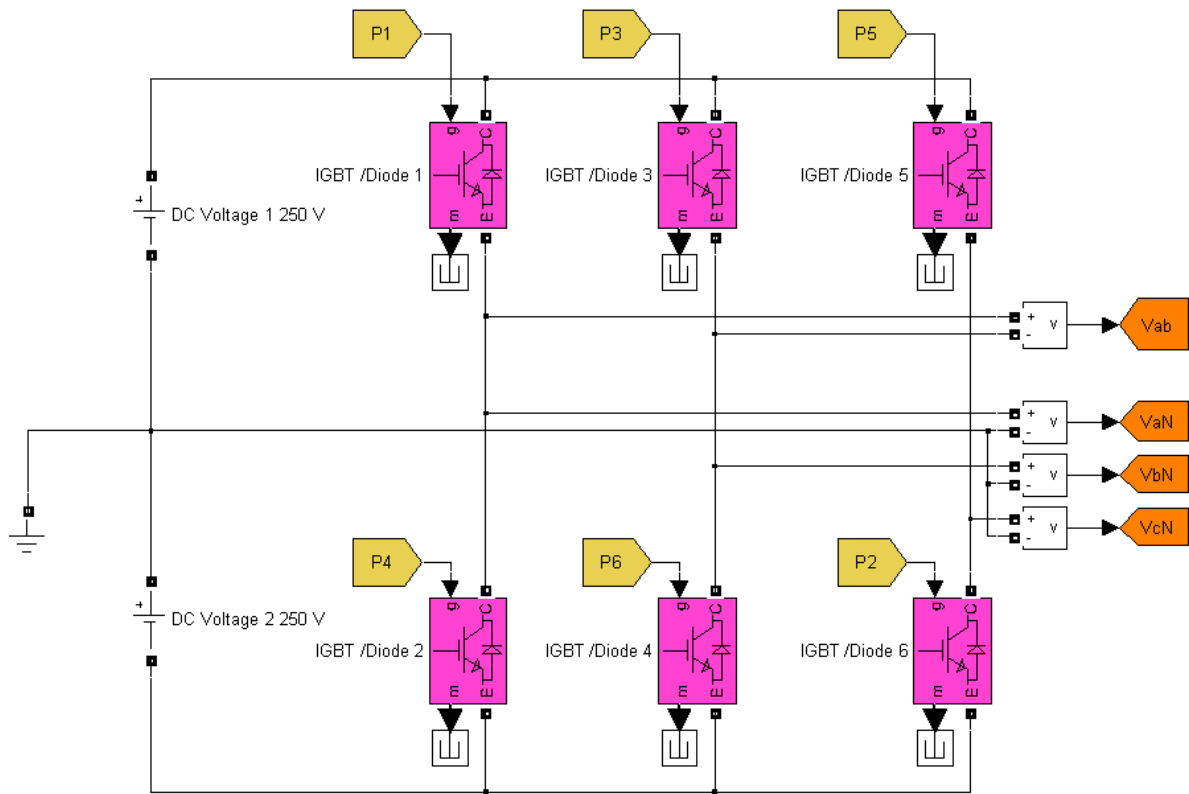 P1
P3
P5
g
C
IGBT /Diode 1
m
E
g
C
IGBT /Diode 3
m
E
g
C
IGBT /Diode 5
m
E
+
DC Voltage 1 250 V
+
-
v
Vab
+
-
v
VaN
+
-
v
VbN
+
-
v
VcN
P4
P6
P2
+
DC Voltage 2 250 V
g
C
IGBT /Diode 2
m
E
g
C
IGBT /Diode 4
m
E
g
C
IGBT /Diode 6
m
E